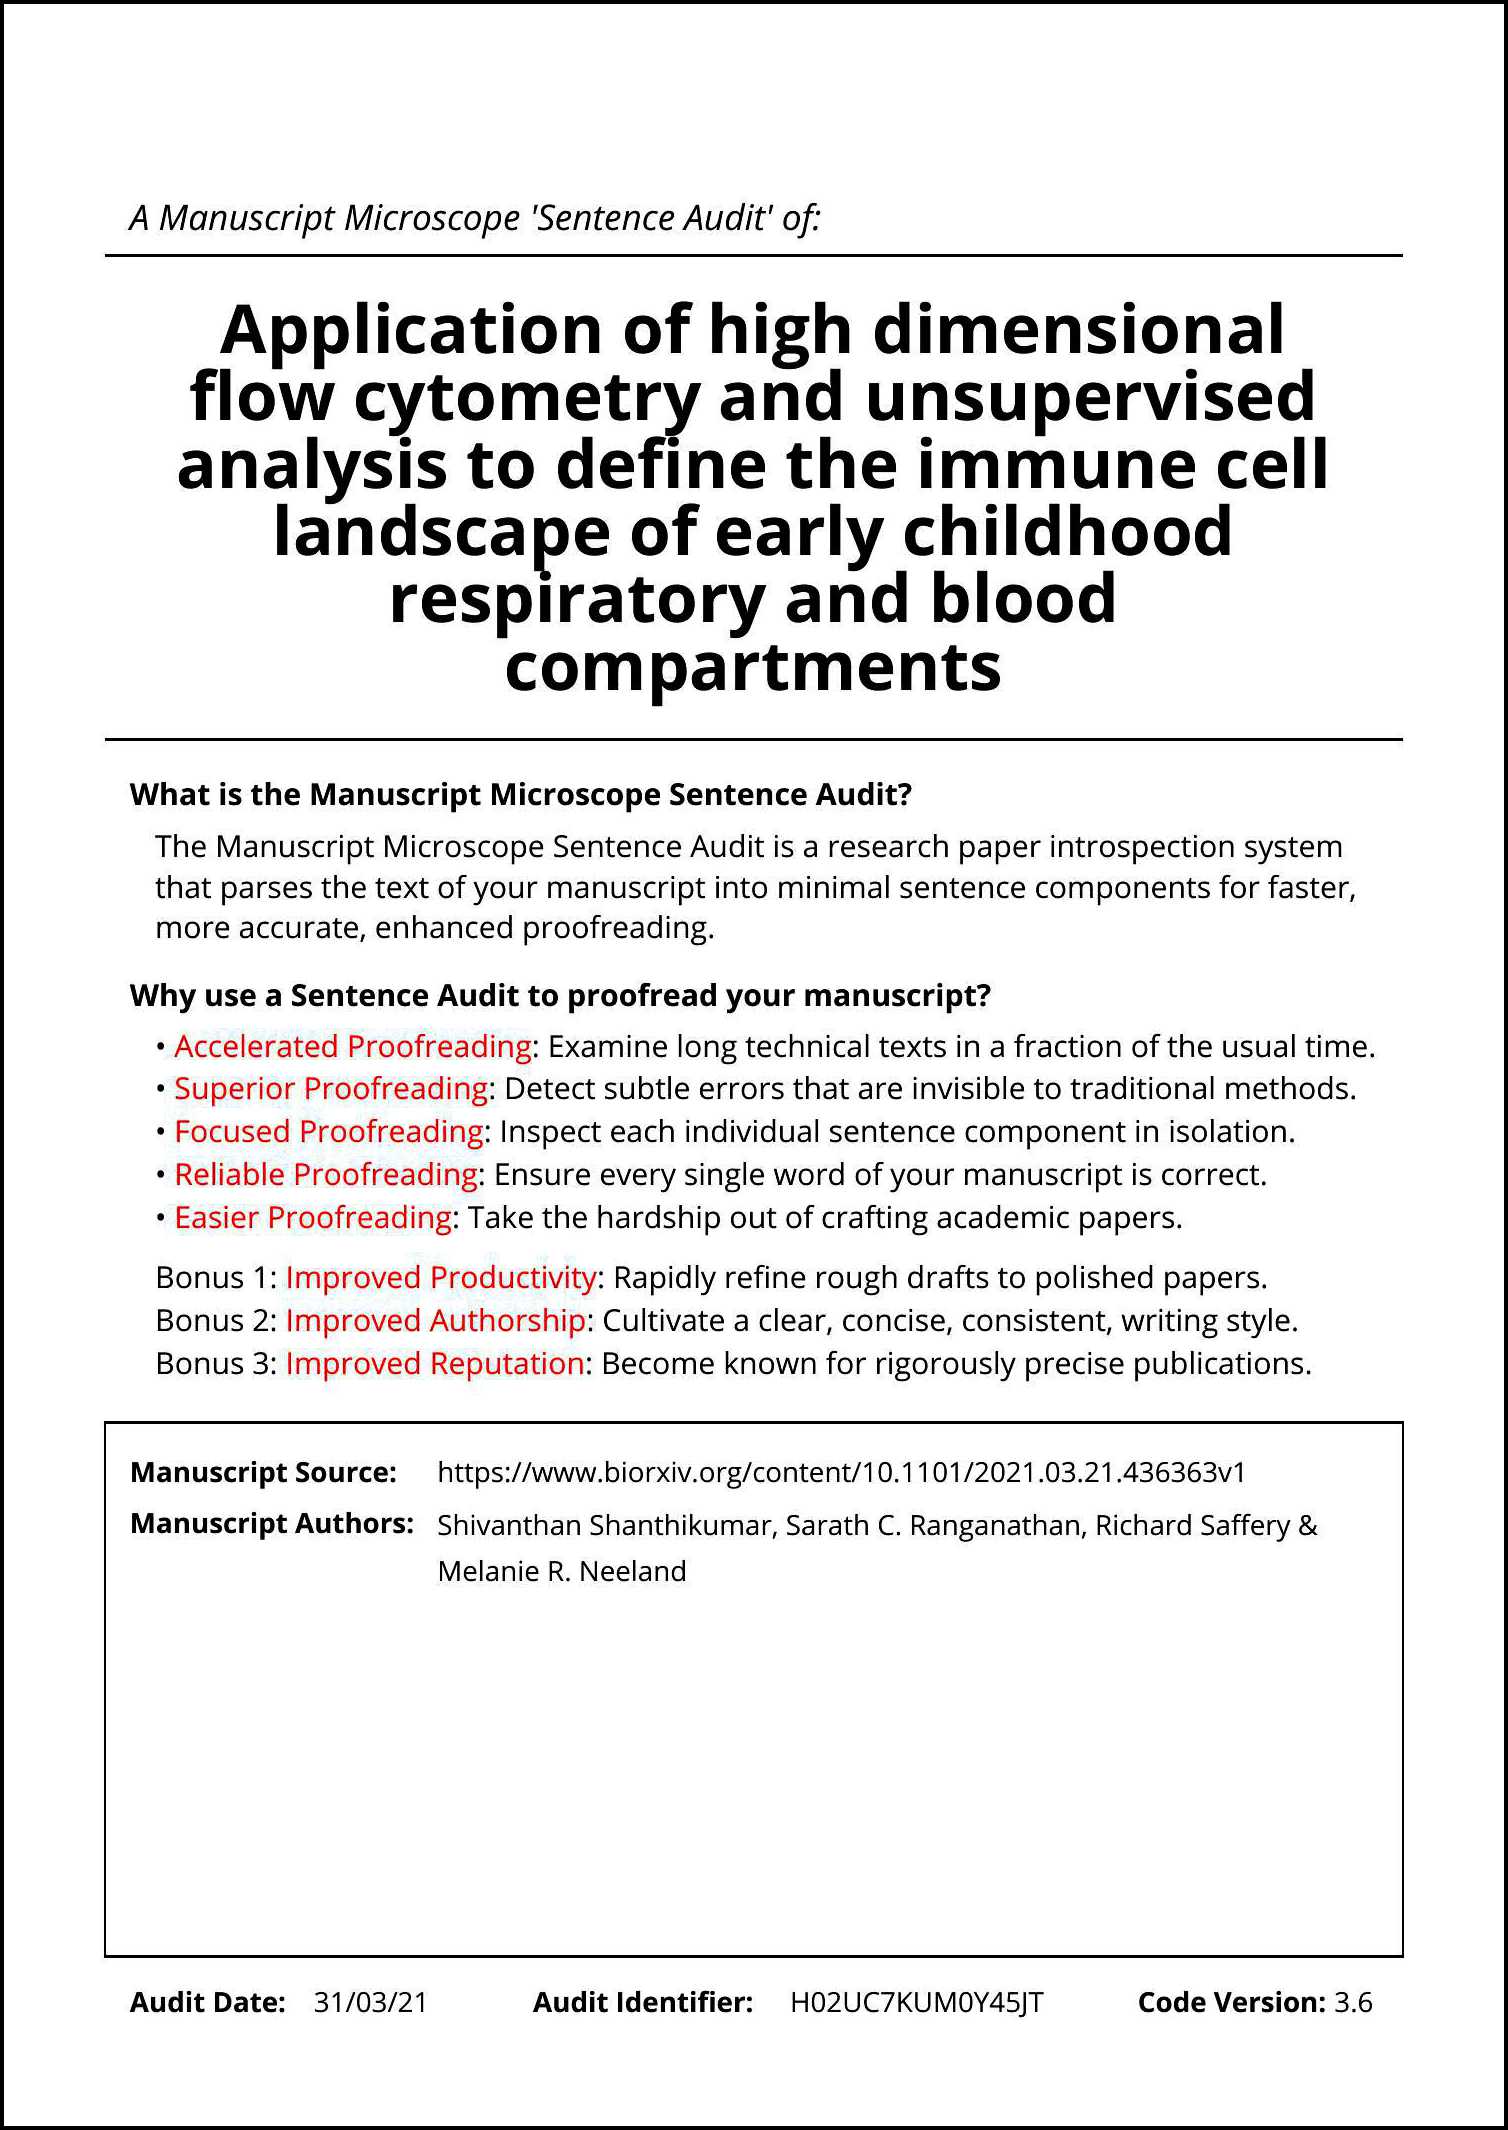 A Manuscript Microscope 'Sentence Audit' of:
Application of high dimensional
flow cytometry and unsupervised
analysis to define the immune cell
landscape of early childhood
respiratory and blood
compartments
What is the Manuscript Microscope Sentence Audit?
The Manuscript Microscope Sentence Audit is a research paper introspection system
that parses the text of your manuscript into minimal sentence components for faster,
more accurate, enhanced proofreading.
Why use a Sentence Audit to proofread your manuscript?
• Accelerated Proofreading: Examine long technical texts in a fraction of the usual time.
• Superior Proofreading: Detect subtle errors that are invisible to traditional methods.
• Focused Proofreading: Inspect each individual sentence component in isolation.
• Reliable Proofreading: Ensure every single word of your manuscript is correct.
• Easier Proofreading: Take the hardship out of crafting academic papers.
Bonus 1: Improved Productivity: Rapidly refine rough drafts to polished papers.
Bonus 2: Improved Authorship: Cultivate a clear, concise, consistent, writing style.
Bonus 3: Improved Reputation: Become known for rigorously precise publications.
Manuscript Source: https://www.biorxiv.org/content/10.1101/2021.03.21.436363v1
Manuscript Authors: Shivanthan Shanthikumar, Sarath C. Ranganathan, Richard Saffery &
Melanie R. Neeland
Audit Date: 31/03/21 Audit Identifier: H02UC7KUM0Y45JT Code Version: 3.6